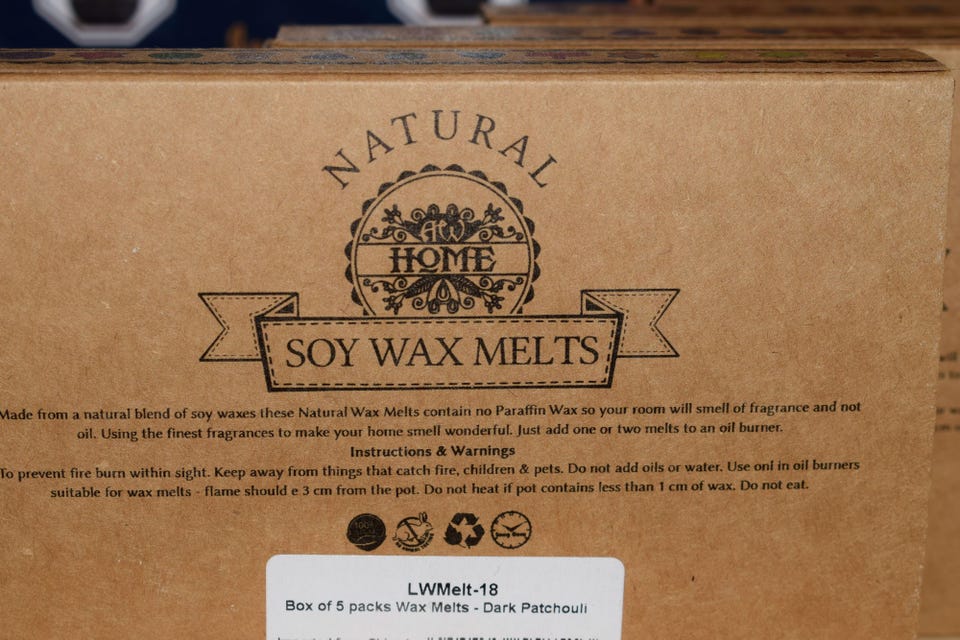 NATURAL
AW
HOME
SOY WAX MELTS
Made from a natural blend of soy waxes these Natural Wax Melts contain no Paraffin Wax so your room will smell of fragrance and not
oil. Using the finest fragrances to make your home smell wonderful. Just add one or two melts to an oil burner.
Instructions & Warnings
To prevent fire burn within sight. Keep away from things that catch fire, children & pets. Do not add oils or water. Use onl in oil burners
suitable for wax melts - flame should e 3 cm from the pot. Do not heat if pot contains less than 1 cm of wax. Do not eat.
100%
LWMelt-18
Box of 5 packs Wax Melts - Dark Patchouli